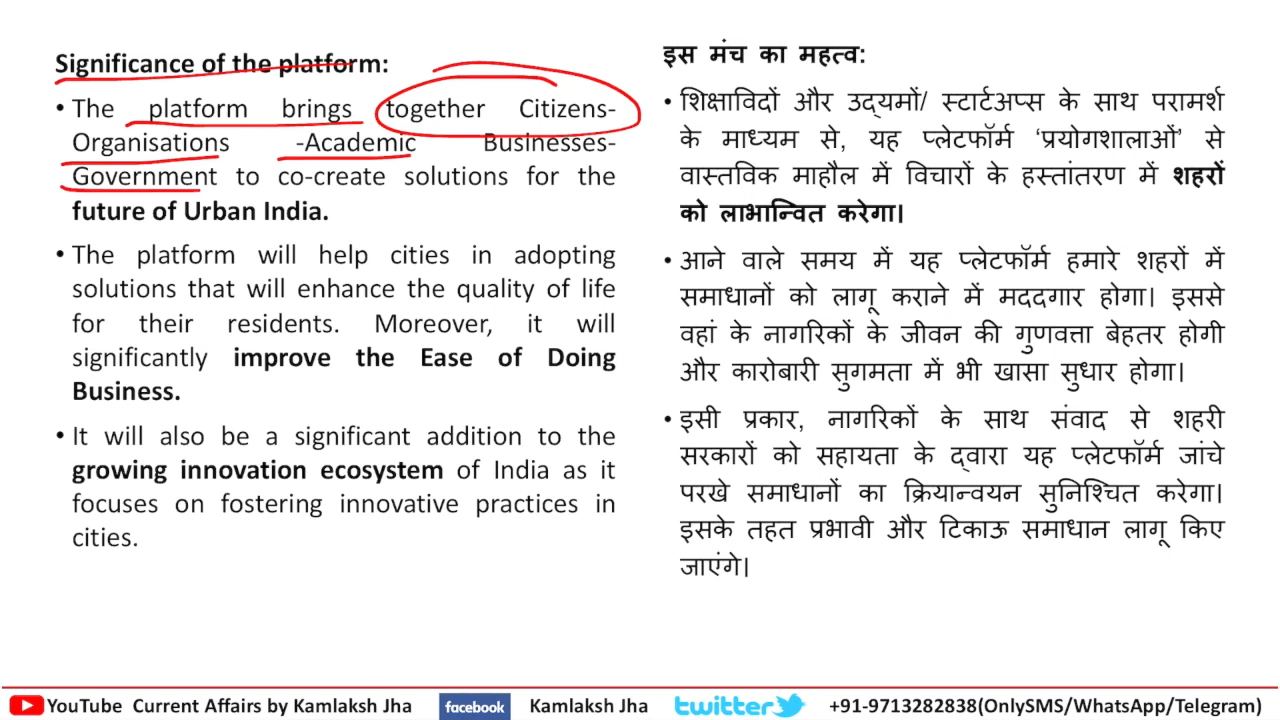 Significance of the platform:
• The platform brings together Citizens-
Organisations -Academic Businesses-
Government to co-create solutions for the
future of Urban India.
• The platform will help cities in adopting
solutions that will enhance the quality of life
for their residents. Moreover, it will
significantly improve the Ease of Doing
Business.
• It will also be a significant addition to the
growing innovation ecosystem of India as it
focuses on fostering innovative practices in
cities.
इस मंच का महत्व:
• शिक्षाविदों और उद्यमों/ स्टार्टअप्स के साथ परामर्श
के माध्यम से, यह प्लेटफॉर्म ‘प्रयोगशालाओं’ से
वास्तविक माहौल में विचारों के हस्तांतरण में शहरों
को लाभान्वित करेगा।
• आने वाले समय में यह प्लेटफॉर्म हमारे शहरों में
समाधानों को लागू कराने में मददगार होगा। इससे
वहां के नागरिकों के जीवन की गुणवत्ता बेहतर होगी
और कारोबारी सुगमता में भी खासा सुधार होगा।
• इसी प्रकार, नागरिकों के साथ संवाद से शहरी
सरकारों को सहायता के द्वारा यह प्लेटफॉर्म जांचे
परखे समाधानों का क्रियान्वयन सुनिश्चित करेगा।
इसके तहत प्रभावी और टिकाऊ समाधान लागू किए
जाएंगे।
YouTube Current Affairs by Kamlaksh Jha facebook Kamlaksh Jha twitter +91-9713282838(OnlySMS/WhatsApp/Telegram)